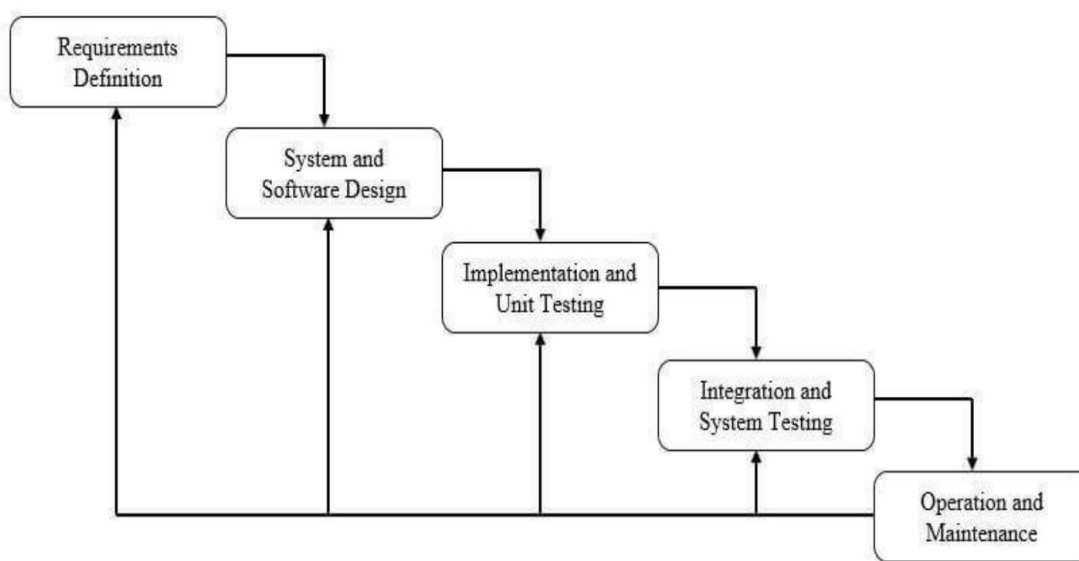 Requirements
Definition
System and
Software Design
Implementation and
Unit Testing
Integration and
System Testing
Operation and
Maintenance